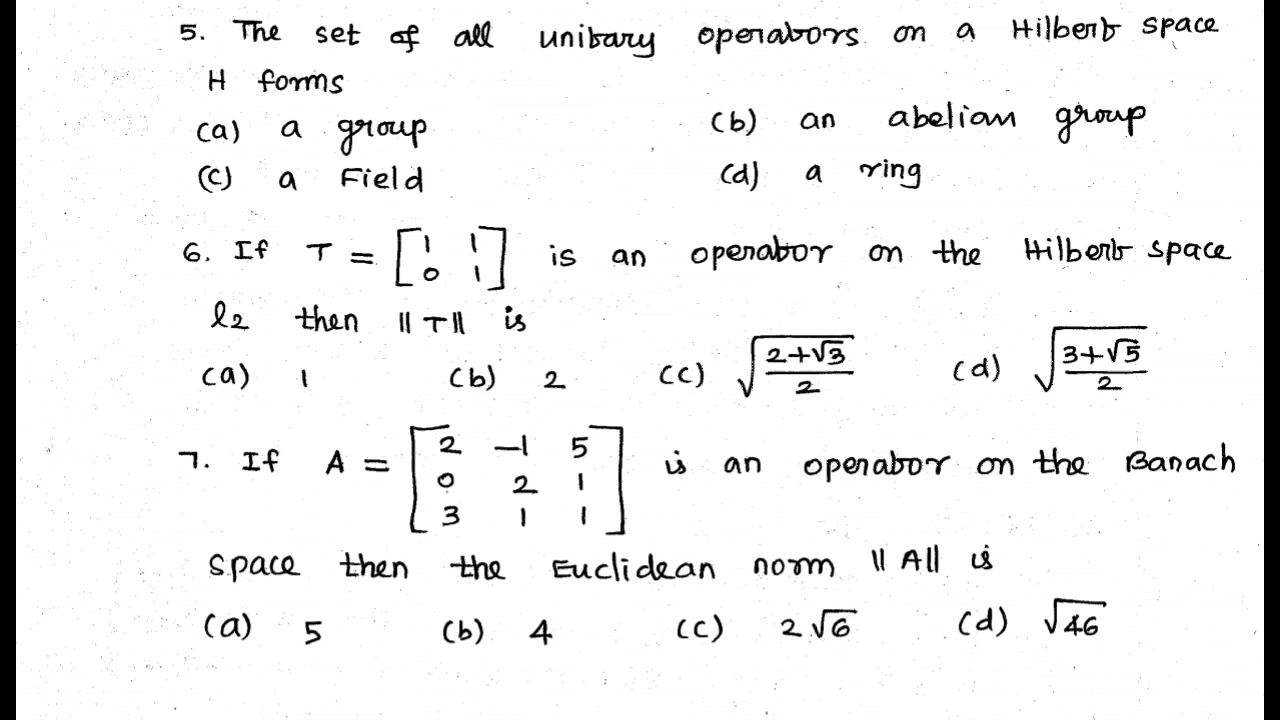 5. The set of all unitary operators on a Hilbert space
H forms
(a) a group (b) an abelian group
(c) a Field (d) a ring
6. If T = [1 1 is an operator on the Hilbert space
0 1]
l2 then ||T|| is
(a) 1 (b) 2 (c) √(2+√3)/2 (d) √(3+√5)/2
7. If A = [2 -1 5
0 2 1 is an operator on the Banach
3 1 1]
space then the Euclidean norm ||A|| is
(a) 5 (b) 4 (c) 2√6 (d) √46